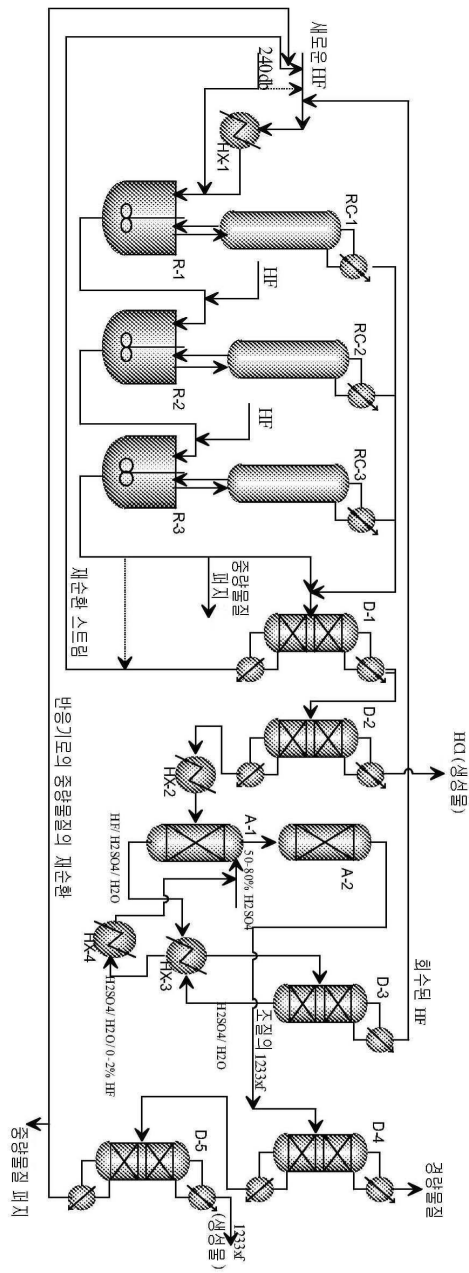 새로운 HF
240db
HX-1
RC-1
R-1
HF
RC-2
R-2
HF
RC-3
R-3
재순환 스트림
중량물질
폐지
D-1
D-2
HCl (생성물)
HX-2
A-1
A-2
50-80% H2SO4
HF/ H2SO4/ H2O
HX-4
HX-3
H2SO4/ H2O/ 0-2% HF
H2SO4/ H2O
D-3
회수된 HF
조질의
1233xf
반응기로의 중량물질의 재순환
D-4
경량물질
D-5
1233xf
(생성물)
중량물질 폐지